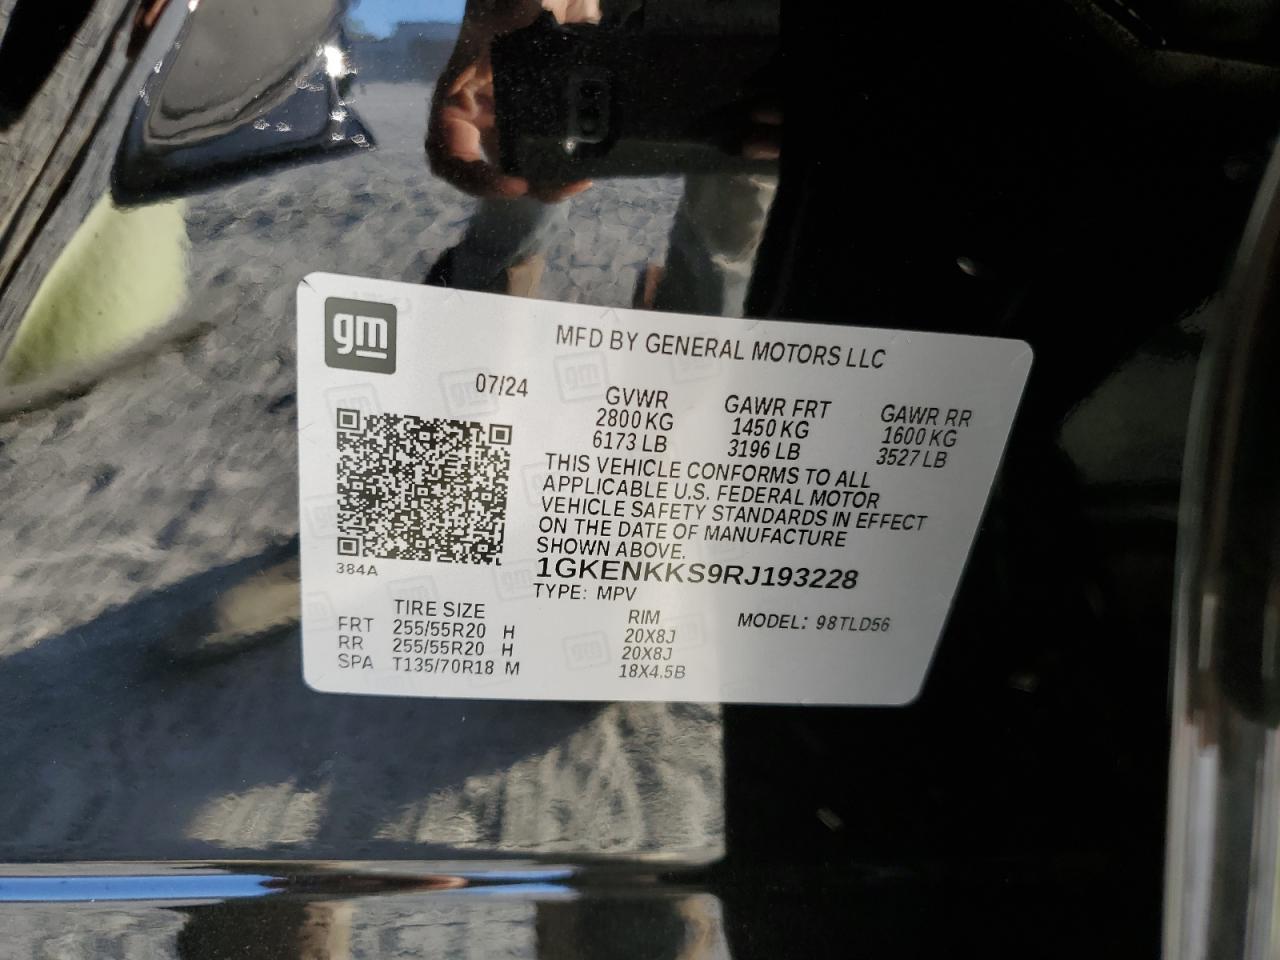 gm
MFD BY GENERAL MOTORS LLC
07/24
GVWR GAWR FRT GAWR RR
2800 KG 1450 KG 1600 KG
6173 LB 3196 LB 3527 LB
THIS VEHICLE CONFORMS TO ALL
APPLICABLE U.S. FEDERAL MOTOR
VEHICLE SAFETY STANDARDS IN EFFECT
ON THE DATE OF MANUFACTURE
SHOWN ABOVE.
384A
1GKENKKS9RJ193228
TYPE: MPV
TIRE SIZE RIM MODEL: 98TLD56
FRT 255/55R20 H 20X8J
RR 255/55R20 H 20X8J
SPA T135/70R18 M 18X4.5B